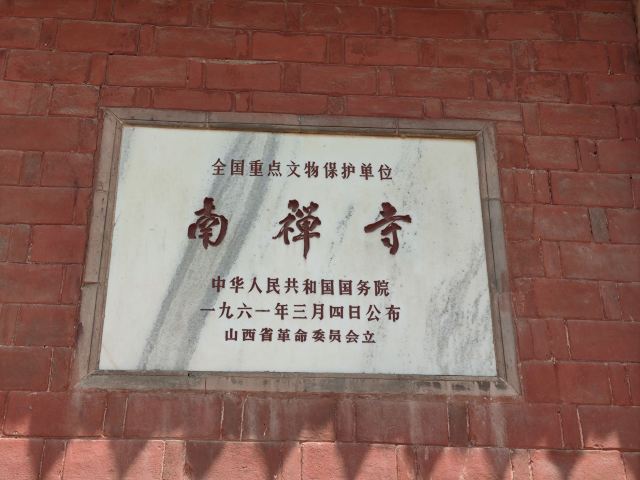 全国重点文物保护单位
南禅寺
中华人民共和国国务院
一九六一年三月四日公布
山西省革命委员会立